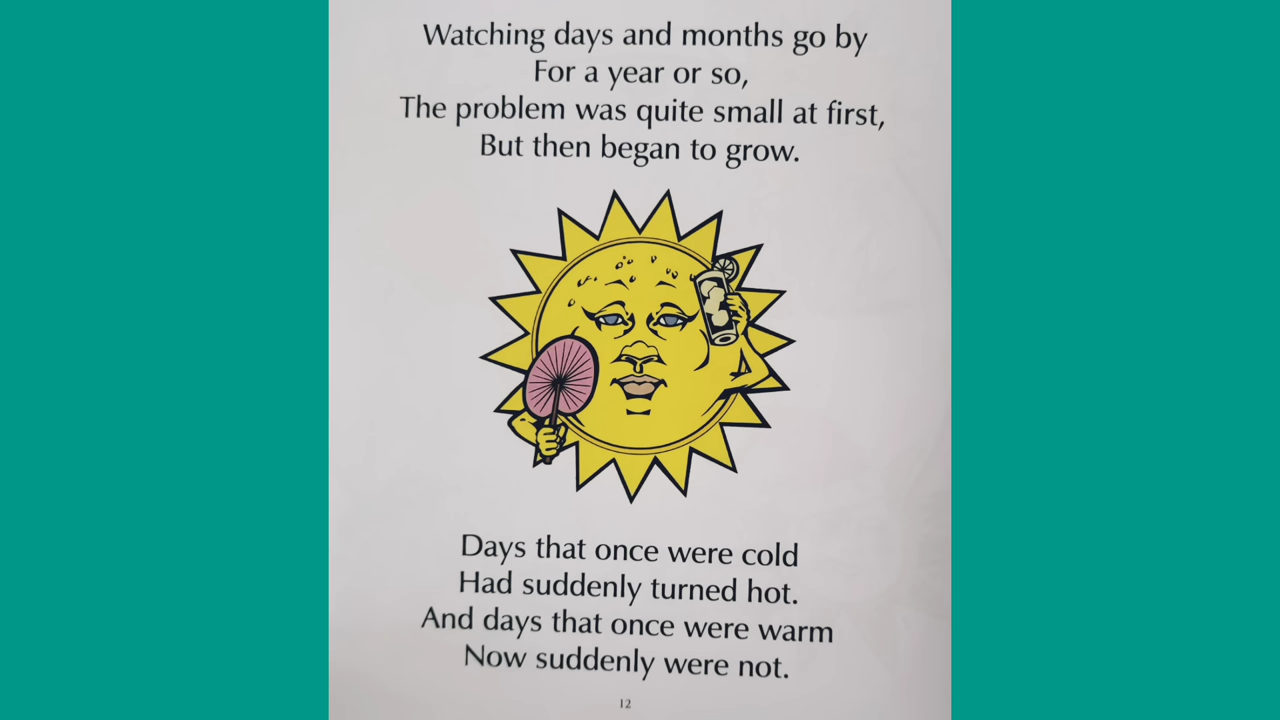 Watching days and months go by
For a year or so,
The problem was quite small at first,
But then began to grow.
Days that once were cold
Had suddenly turned hot.
And days that once were warm
Now suddenly were not.
12